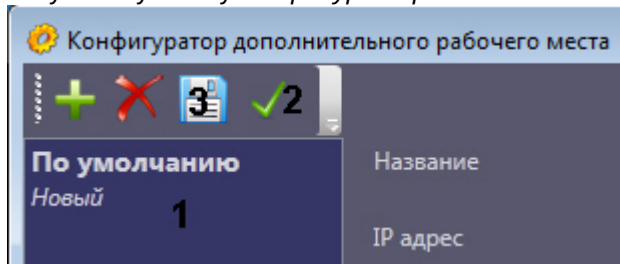 Конфигуратор дополнительного рабочего места
3 2
По умолчанию
Название
Новый
1
IP адрес